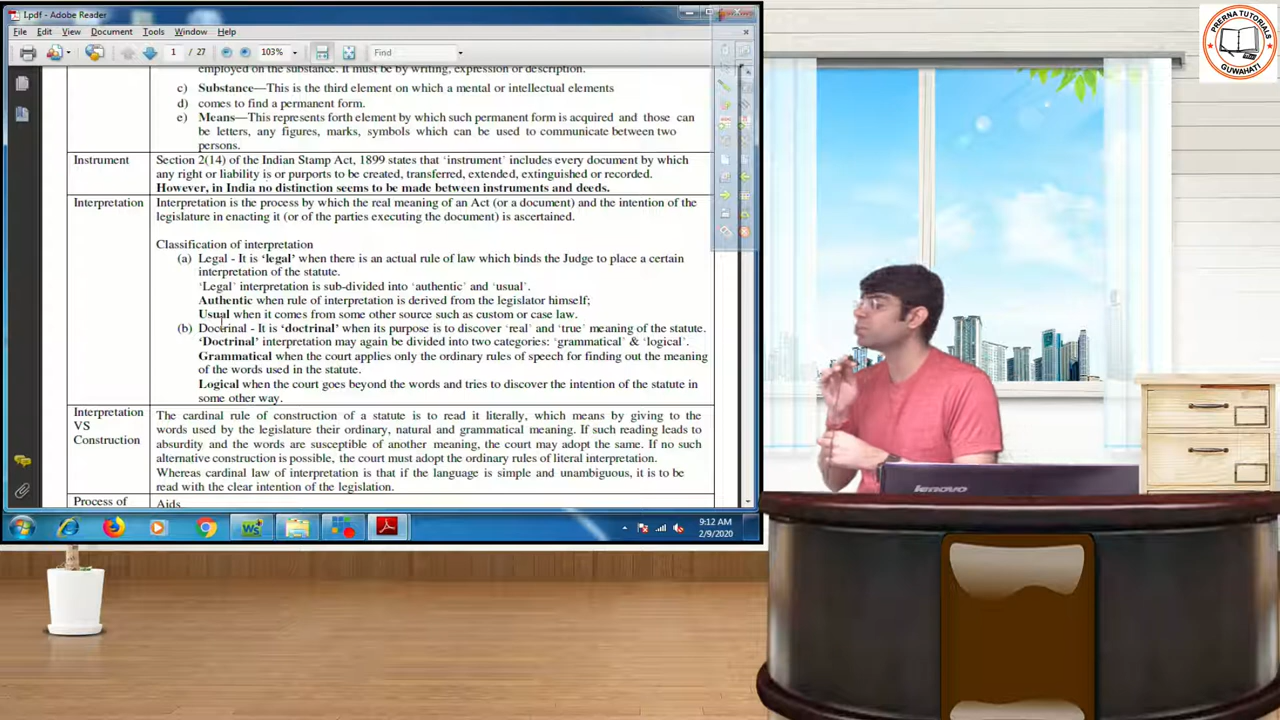 1.pdf - Adobe Reader
File Edit View Document Tools Window Help
1 / 27 103% Find
employed on the substance. It must be by writing, expression or description.
c) Substance—This is the third element on which a mental or intellectual elements
d) comes to find a permanent form.
e) Means—This represents forth element by which such permanent form is acquired and those can
be letters, any figures, marks, symbols which can be used to communicate between two
persons.
Instrument
Section 2(14) of the Indian Stamp Act, 1899 states that 'instrument' includes every document by which
any right or liability is or purports to be created, transferred, extended, extinguished or recorded.
However, in India no distinction seems to be made between instruments and deeds.
Interpretation
Interpretation is the process by which the real meaning of an Act (or a document) and the intention of the
legislature in enacting it (or of the parties executing the document) is ascertained.
Classification of interpretation
(a) Legal - It is 'legal' when there is an actual rule of law which binds the Judge to place a certain
interpretation of the statute.
'Legal' interpretation is sub-divided into 'authentic' and 'usual'.
Authentic when rule of interpretation is derived from the legislator himself;
Usual when it comes from some other source such as custom or case law.
(b) Doctrinal - It is 'doctrinal' when its purpose is to discover 'real' and 'true' meaning of the statute.
'Doctrinal' interpretation may again be divided into two categories: 'grammatical' & 'logical'.
Grammatical when the court applies only the ordinary rules of speech for finding out the meaning
of the words used in the statute.
Logical when the court goes beyond the words and tries to discover the intention of the statute in
some other way.
Interpretation
VS
Construction
The cardinal rule of construction of a statute is to read it literally, which means by giving to the
words used by the legislature their ordinary, natural and grammatical meaning. If such reading leads to
absurdity and the words are susceptible of another meaning, the court may adopt the same. If no such
alternative construction is possible, the court must adopt the ordinary rules of literal interpretation.
Whereas cardinal law of interpretation is that if the language is simple and unambiguous, it is to be
read with the clear intention of the legislation.
Process of
Aids
9:12 AM
2/9/2020
PRERNA TUTORIALS
GUWAHATI
lenovo